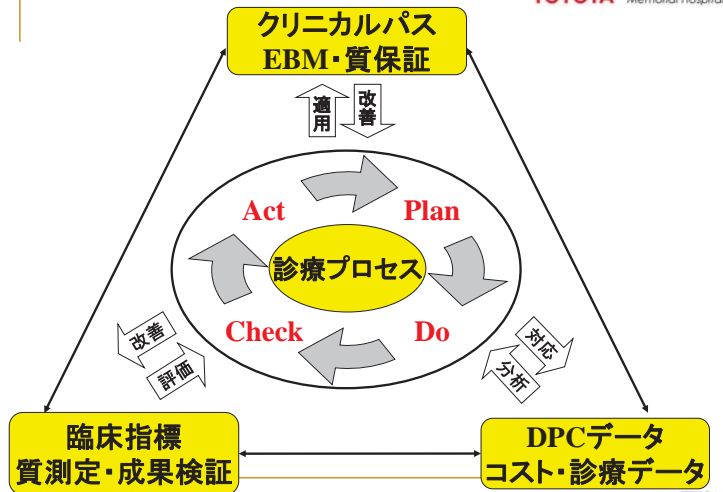 TOYOTA Memorial Hospital
クリニカルパス
EBM・質保証
適用
改善
Act
Plan
診療プロセス
Check
Do
改善
評価
対応
分析
臨床指標
質測定・成果検証
DPCデータ
コスト・診療データ